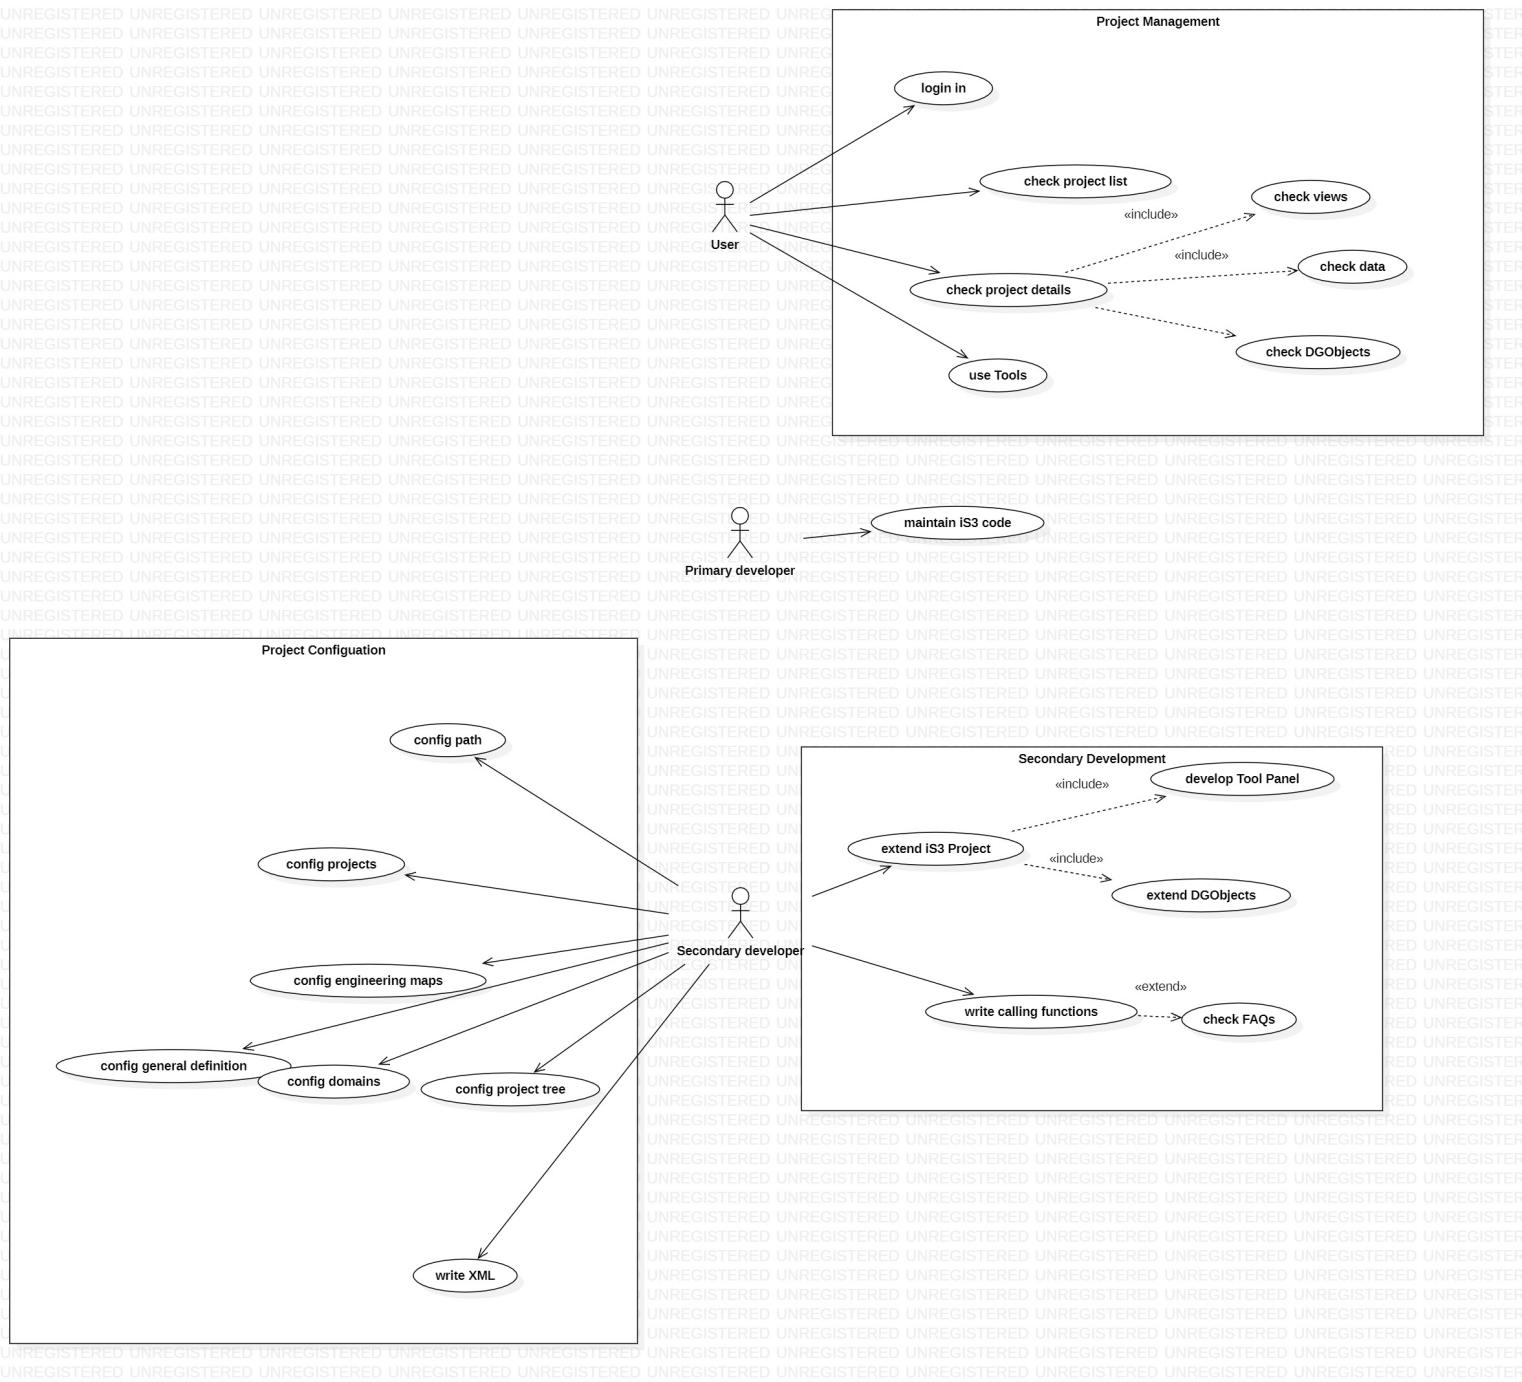 Project Management
login in
check project list
check views
«include»
User
«include»
check data
check project details
check DGObjects
use Tools
maintain iS3 code
Primary developer
Project Configuation
config path
Secondary Development
develop Tool Panel
«include»
extend iS3 Project
config projects
«include»
extend DGObjects
Secondary developer
config engineering maps
«extend»
write calling functions
check FAQs
config general definition
config domains
config project tree
write XML
UNREGISTERED